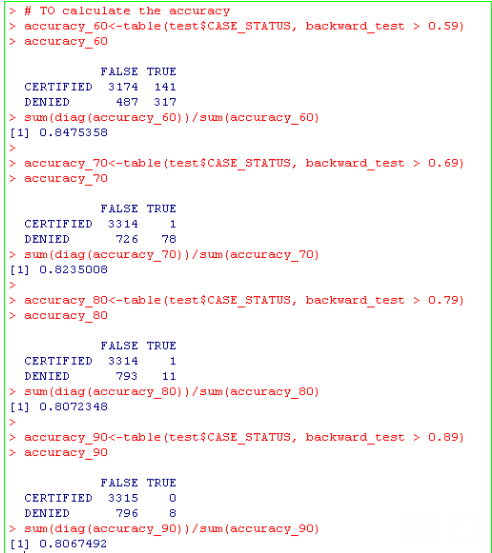 > # TO calculate the accuracy
> accuracy_60<-table(test$CASE_STATUS, backward_test > 0.59)
> accuracy_60
FALSE TRUE
CERTIFIED 3174 141
DENIED 487 317
> sum(diag(accuracy_60))/sum(accuracy_60)
[1] 0.8475358
>
> accuracy_70<-table(test$CASE_STATUS, backward_test > 0.69)
> accuracy_70
FALSE TRUE
CERTIFIED 3314 1
DENIED 726 78
> sum(diag(accuracy_70))/sum(accuracy_70)
[1] 0.8235008
>
> accuracy_80<-table(test$CASE_STATUS, backward_test > 0.79)
> accuracy_80
FALSE TRUE
CERTIFIED 3314 1
DENIED 793 11
> sum(diag(accuracy_80))/sum(accuracy_80)
[1] 0.8072348
>
> accuracy_90<-table(test$CASE_STATUS, backward_test > 0.89)
> accuracy_90
FALSE TRUE
CERTIFIED 3315 0
DENIED 796 8
> sum(diag(accuracy_90))/sum(accuracy_90)
[1] 0.8067492